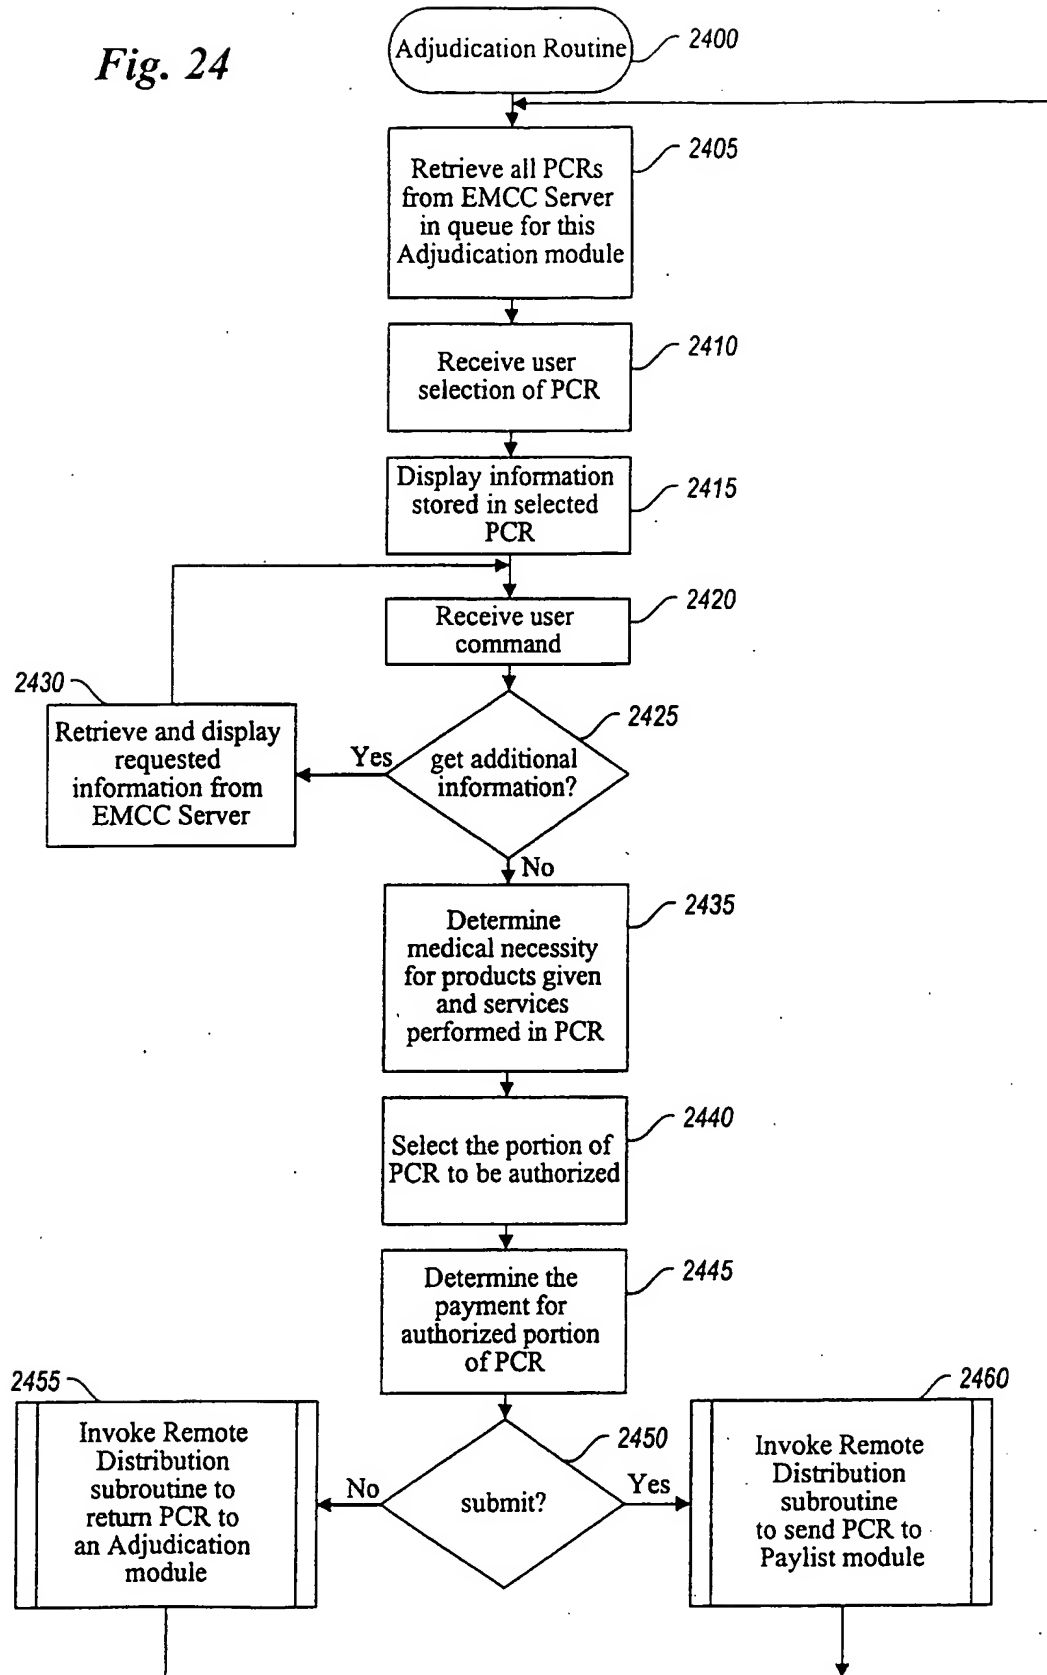 Fig. 24
Adjudication Routine
2400
Retrieve all PCRs
from EMCC Server
in queue for this
Adjudication module
2405
Receive user
selection of PCR
2410
Display information
stored in selected
PCR
2415
Receive user
command
2420
2430
Retrieve and display
requested
information from
EMCC Server
Yes
get additional
information?
2425
No
Determine
medical necessity
for products given
and services
performed in PCR
2435
Select the portion of
PCR to be authorized
2440
Determine the
payment for
authorized portion
of PCR
2445
2455
Invoke Remote
Distribution
subroutine to
return PCR to
an Adjudication
module
No
submit?
2450
Yes
2460
Invoke Remote
Distribution
subroutine
to send PCR to
Paylist module